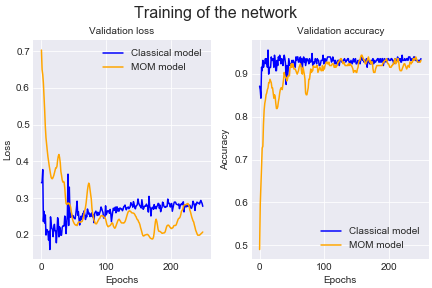 Training of the network
Validation loss
0.7
0.6
0.5
0.4
0.3
0.2
Loss
Classical model
MOM model
0
100
200
Epochs
Validation accuracy
0.9
0.8
0.7
0.6
0.5
Accuracy
Classical model
MOM model
0
100
200
Epochs